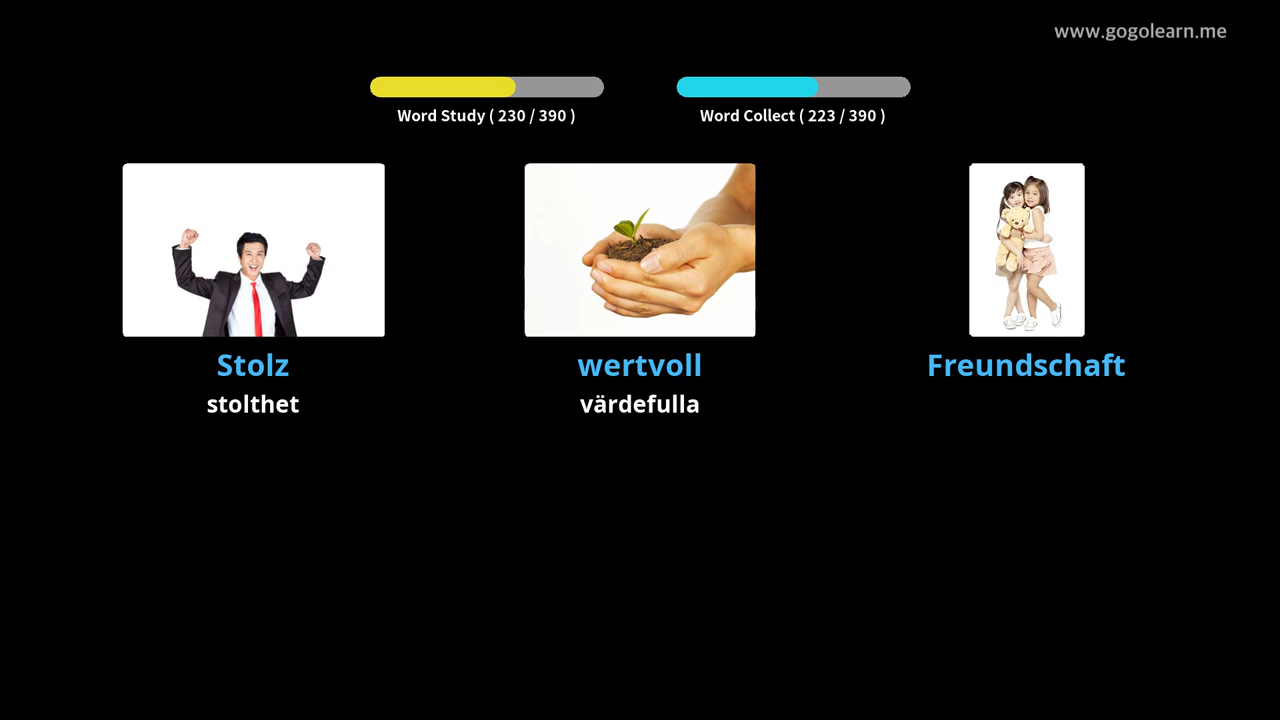 www.gogolearn.me
Word Study ( 230 / 390 )
Word Collect ( 223 / 390 )
Stolz
wertvoll
Freundschaft
stolthet
värdefulla